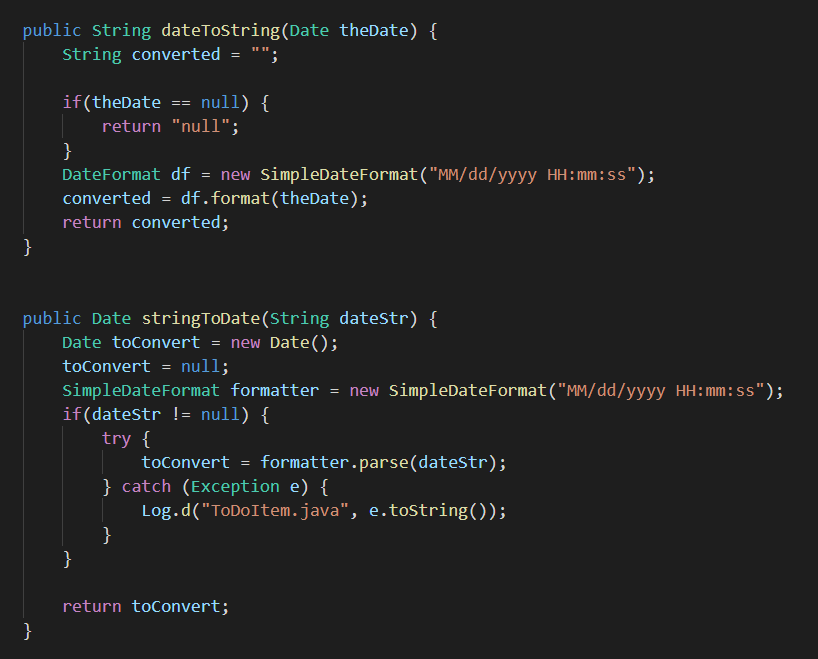 public String dateToString(Date theDate) {
    String converted = "";

    if(theDate == null) {
        return "null";
    }
    DateFormat df = new SimpleDateFormat("MM/dd/yyyy HH:mm:ss");
    converted = df.format(theDate);
    return converted;
}


public Date stringToDate(String dateStr) {
    Date toConvert = new Date();
    toConvert = null;
    SimpleDateFormat formatter = new SimpleDateFormat("MM/dd/yyyy HH:mm:ss");
    if(dateStr != null) {
        try {
            toConvert = formatter.parse(dateStr);
        } catch (Exception e) {
            Log.d("ToDoItem.java", e.toString());
        }
    }

    return toConvert;
}